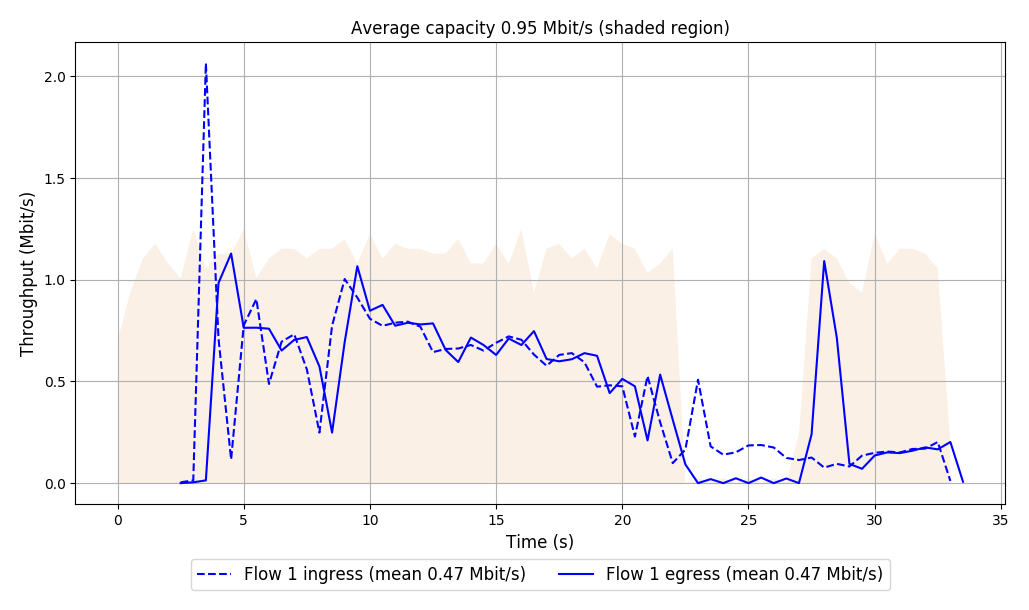 Average capacity 0.95 Mbit/s (shaded region)
Throughput (Mbit/s)
2.0
1.5
1.0
0.5
0.0
0 5 10 15 20 25 30 35
Time (s)
Flow 1 ingress (mean 0.47 Mbit/s) Flow 1 egress (mean 0.47 Mbit/s)